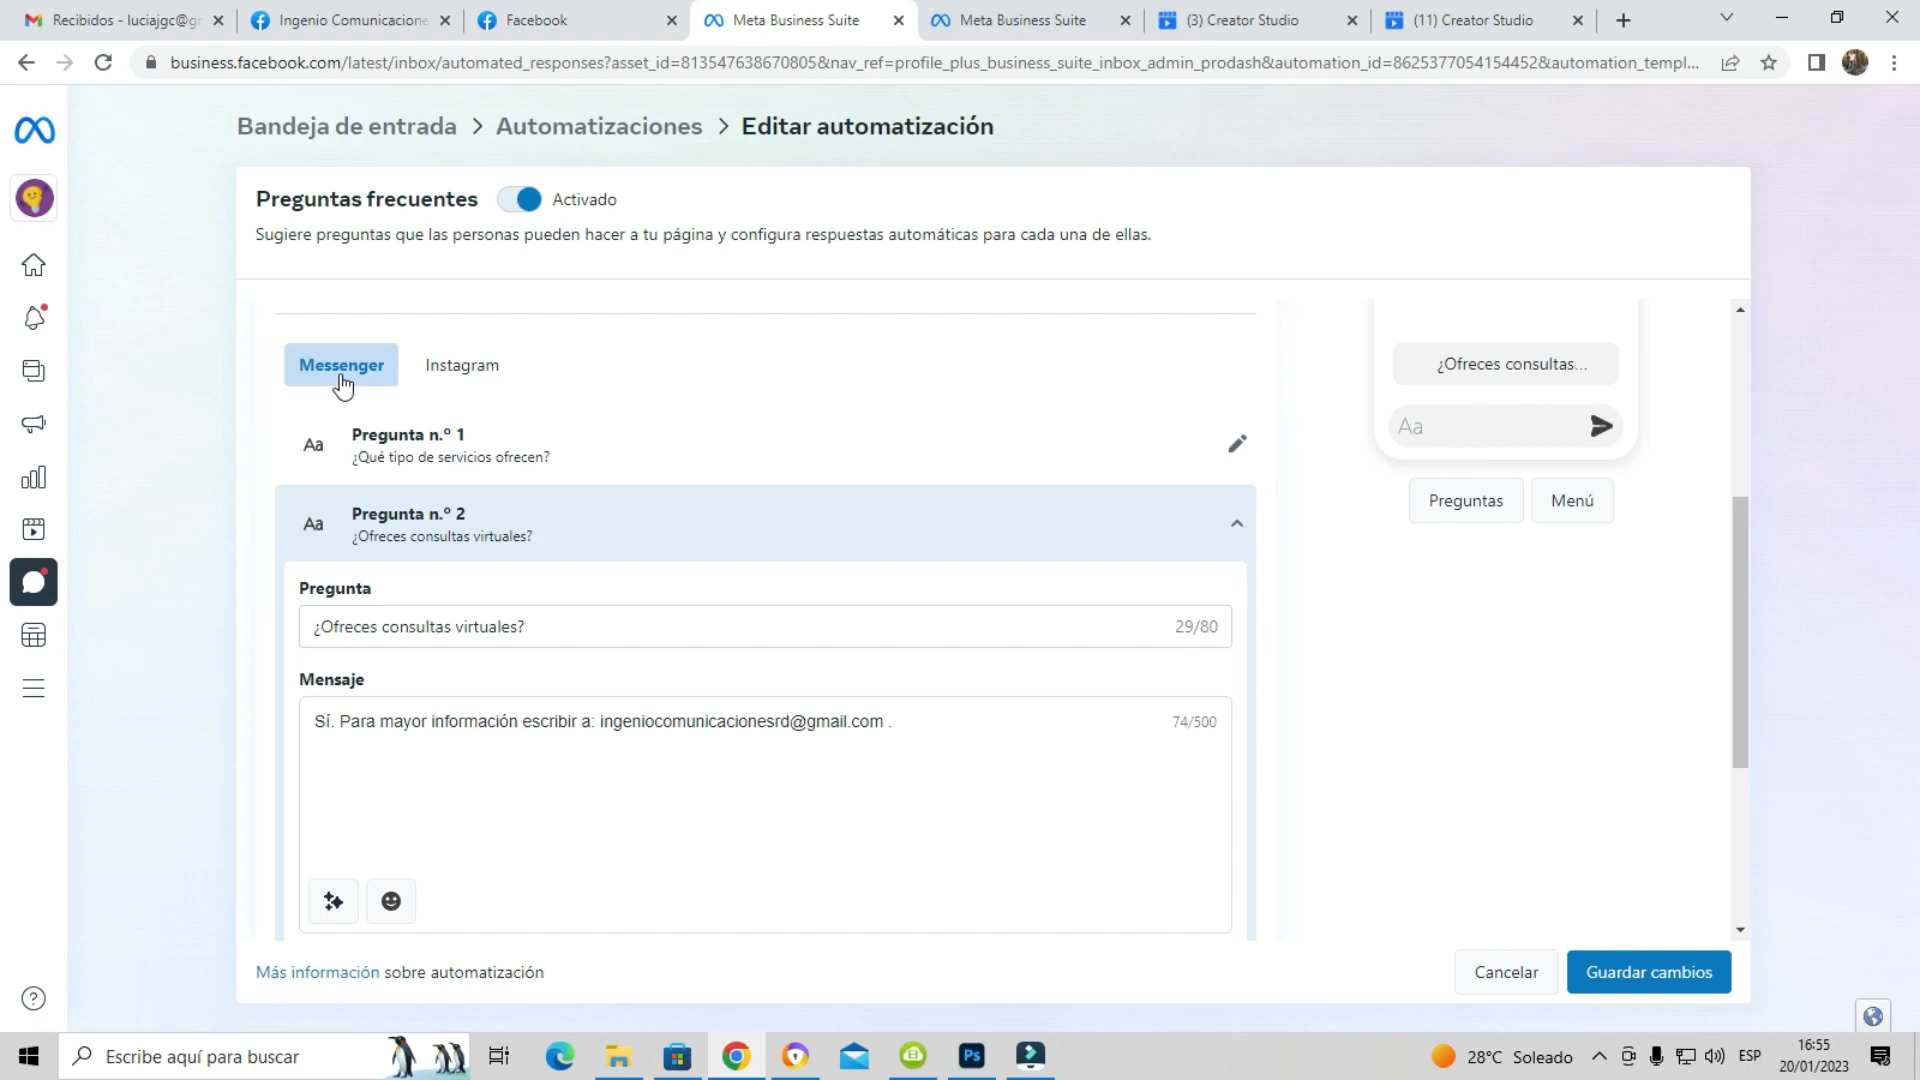 Recibidos - luciajgc@gr
Ingenio Comunicacione
Facebook
Meta Business Suite
Meta Business Suite
(3) Creator Studio
(11) Creator Studio
business.facebook.com/latest/inbox/automated_responses?asset_id=813547638670805&nav_ref=profile_plus_business_suite_inbox_admin_prodash&automation_id=8625377054154452&automation_templ...
Bandeja de entrada > Automatizaciones > Editar automatización
Preguntas frecuentes Activado
Sugiere preguntas que las personas pueden hacer a tu página y configura respuestas automáticas para cada una de ellas.
Messenger Instagram
Aa Pregunta n.º 1
¿Qué tipo de servicios ofrecen?
Aa Pregunta n.º 2
¿Ofreces consultas virtuales?
Pregunta
¿Ofreces consultas virtuales? 29/80
Mensaje
Sí. Para mayor información escribir a: ingeniocomunicacionesrd@gmail.com . 74/500
¿Ofreces consultas...
Aa
Preguntas Menú
Más información sobre automatización
Cancelar Guardar cambios
Escribe aquí para buscar
Ps
28°C Soleado
ESP
16:55
20/01/2023